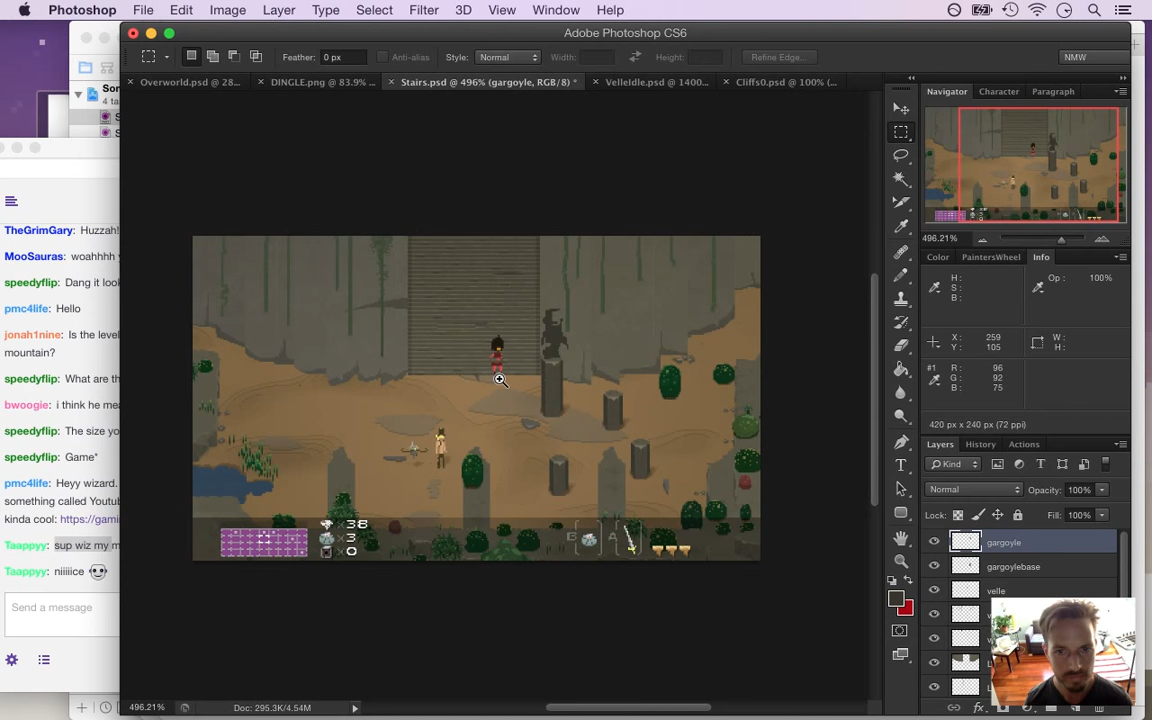 Photoshop File Edit Image Layer Type Select Filter 3D View Window Help
Adobe Photoshop CS6
Feather: 0 px Anti-alias Style: Normal Width: Height: Refine Edge... NMW
Overworld.psd @ 28... DINGLE.png @ 83.9%... Stairs.psd @ 496% (gargoyle, RGB/8) * VelleIdle.psd @ 1400... Cliffs0.psd @ 100% (...
Son
4 ta
TheGrimGary: Huzzah!
MooSauras: woahhhh y
speedyflip: Dang it look
pmc4life: Hello
jonah1nine: Is the level
mountain?
speedyflip: What are th
bwoogie: i think he mea
speedyflip: The size yo
speedyflip: Game*
pmc4life: Heyy wizard.
something called Youtub
kinda cool: https://gami
Taappyy: sup wiz my m
Taappyy: niiiiice
Send a message
×38
×3
×0
B A
Navigator Character Paragraph
496.21%
Color PaintersWheel Info
H:
S:
B:
Op: 100%
X: 259
Y: 105
W:
H:
#1 R: 96
G: 92
B: 75
420 px x 240 px (72 ppi)
Layers History Actions
Kind
Normal Opacity: 100%
Lock: Fill: 100%
gargoyle
gargoylebase
velle
496.21% Doc: 295.3K/4.54M